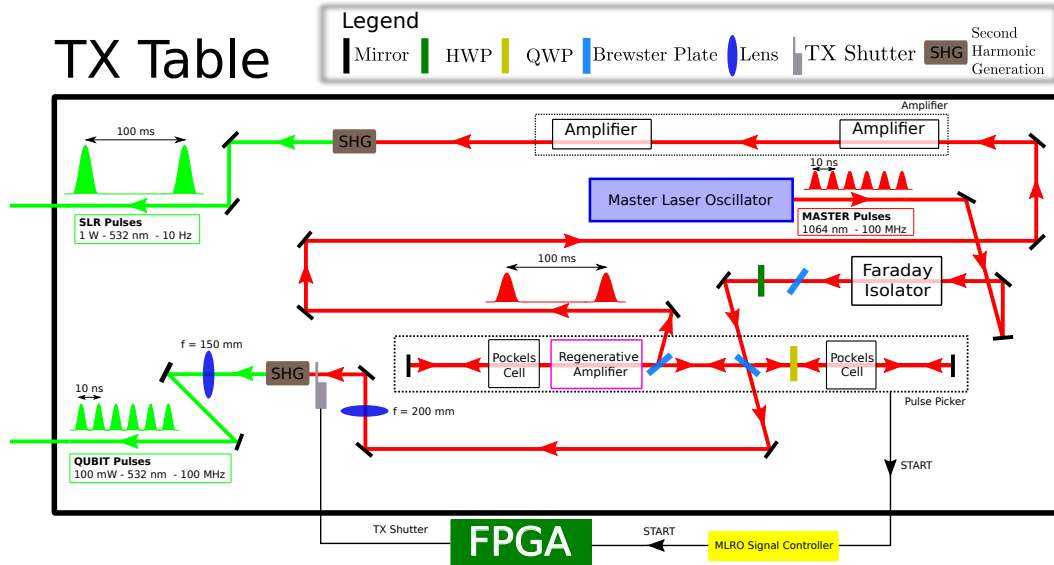 TX Table
Legend
Mirror
HWP
QWP
Brewster Plate
Lens
TX Shutter
SHG
Second
Harmonic
Generation
Amplifier
100 ms
SHG
Amplifier
Amplifier
10 ns
Master Laser Oscillator
MASTER Pulses
1064 nm - 100 MHz
SLR Pulses
1 W - 532 nm - 10 Hz
100 ms
Faraday
Isolator
f = 150 mm
SHG
Pockels
Cell
Regenerative
Amplifier
Pockels
Cell
10 ns
f = 200 mm
Pulse Picker
QUBIT Pulses
100 mW - 532 nm - 100 MHz
START
TX Shutter
FPGA
START
MLRO Signal Controller